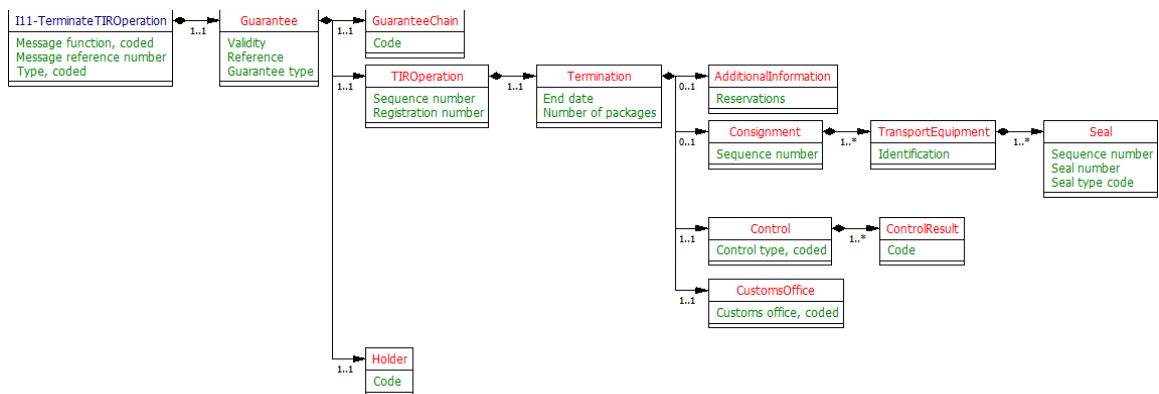 I11-TerminateTIROperation
Message function, coded
Message reference number
Type, coded
1..1
Guarantee
Validity
Reference
Guarantee type
1..1
GuaranteeChain
Code
1..1
TIROperation
Sequence number
Registration number
1..1
Termination
End date
Number of packages
0..1
AdditionalInformation
Reservations
0..1
Consignment
Sequence number
1..*
TransportEquipment
Identification
1..*
Seal
Sequence number
Seal number
Seal type code
1..1
Control
Control type, coded
1..*
ControlResult
Code
1..1
CustomsOffice
Customs office, coded
1..1
Holder
Code